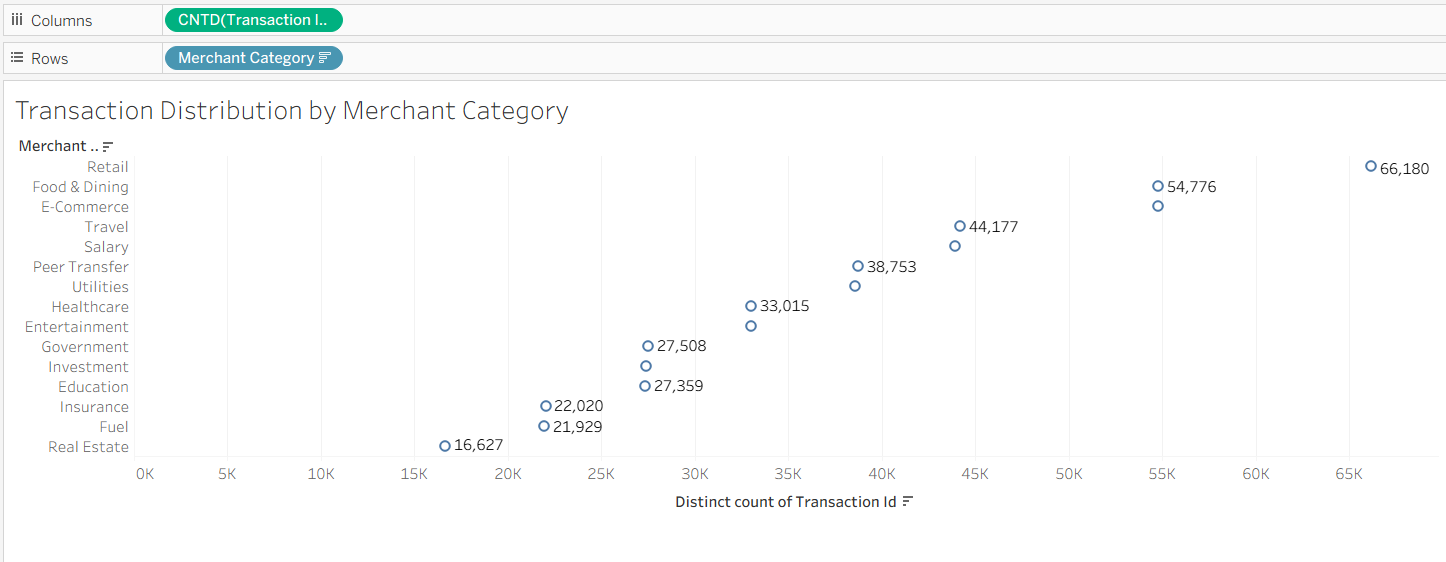 Columns CNTD(Transaction I..
Rows Merchant Category
Transaction Distribution by Merchant Category
Merchant ..
Retail 66,180
Food & Dining 54,776
E-Commerce
Travel 44,177
Salary
Peer Transfer 38,753
Utilities
Healthcare 33,015
Entertainment
Government 27,508
Investment
Education 27,359
Insurance 22,020
Fuel 21,929
Real Estate 16,627
0K 5K 10K 15K 20K 25K 30K 35K 40K 45K 50K 55K 60K 65K
Distinct count of Transaction Id